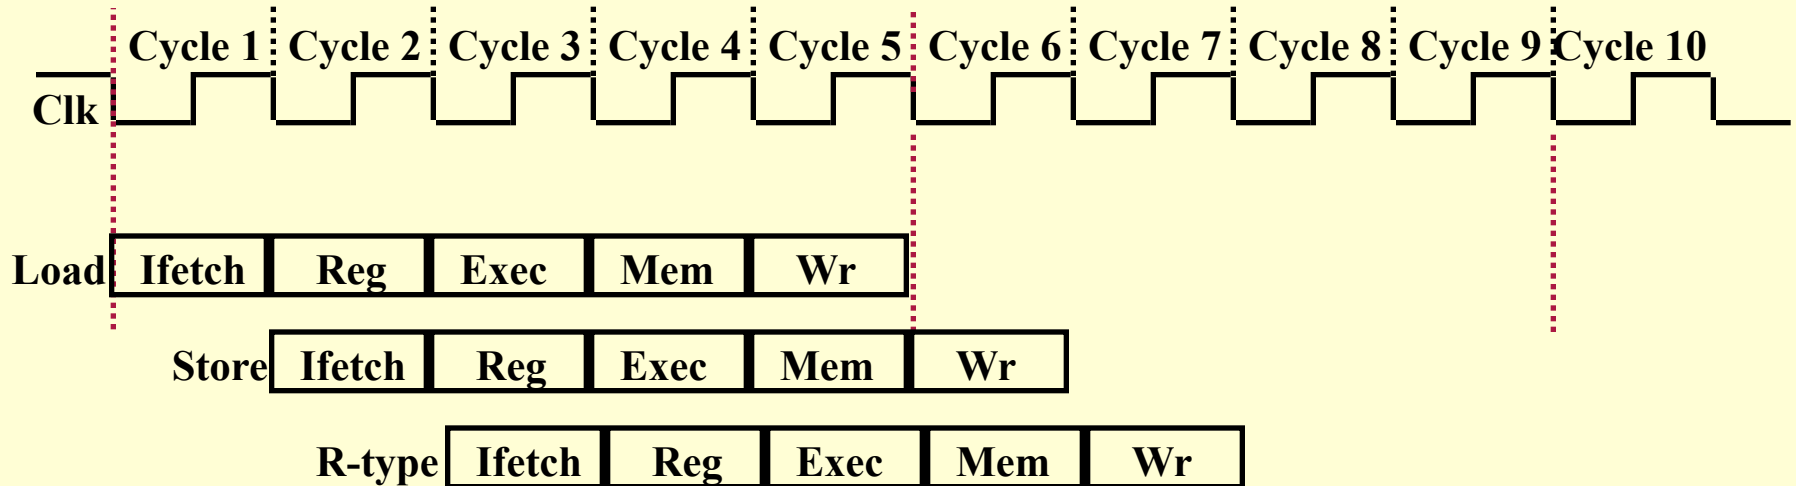 Cycle 1 Cycle 2 Cycle 3 Cycle 4 Cycle 5 Cycle 6 Cycle 7 Cycle 8 Cycle 9 Cycle 10
Clk
Load Ifetch Reg Exec Mem Wr
Store Ifetch Reg Exec Mem Wr
R-type Ifetch Reg Exec Mem Wr